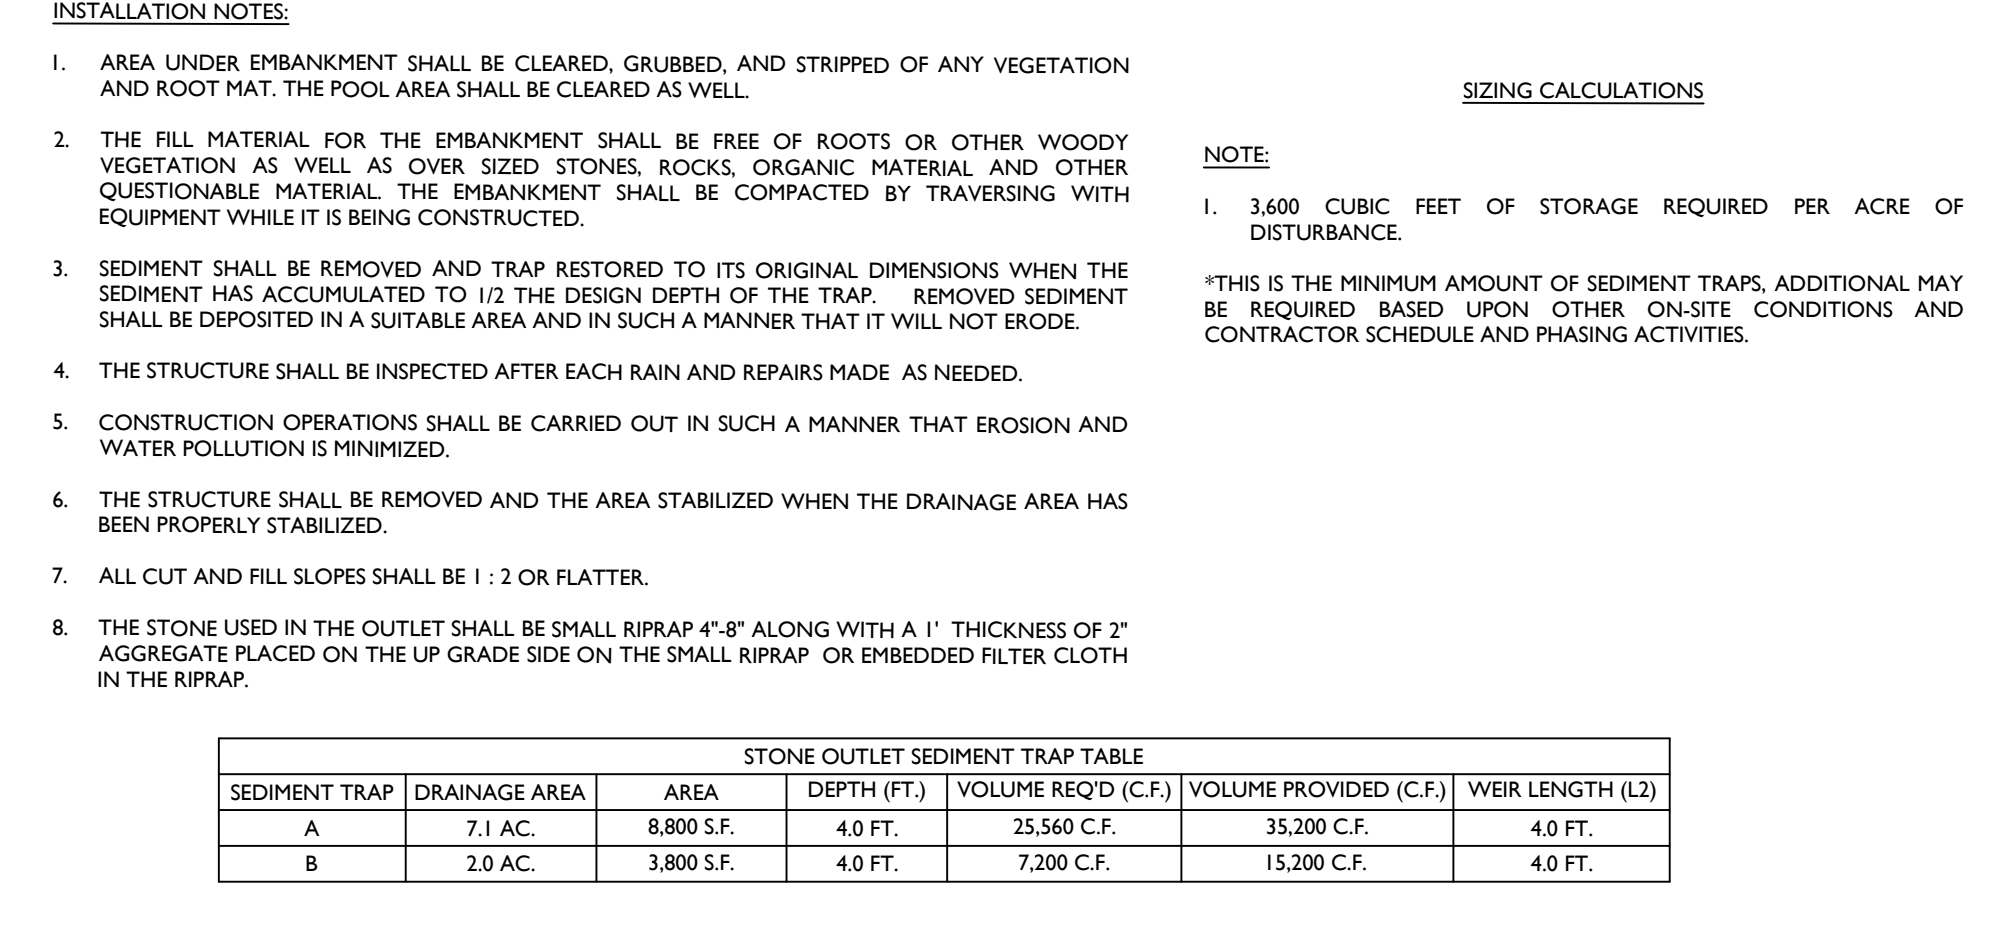 INSTALLATION NOTES:
1. AREA UNDER EMBANKMENT SHALL BE CLEARED, GRUBBED, AND STRIPPED OF ANY VEGETATION
AND ROOT MAT. THE POOL AREA SHALL BE CLEARED AS WELL.
2. THE FILL MATERIAL FOR THE EMBANKMENT SHALL BE FREE OF ROOTS OR OTHER WOODY
VEGETATION AS WELL AS OVER SIZED STONES, ROCKS, ORGANIC MATERIAL AND OTHER
QUESTIONABLE MATERIAL. THE EMBANKMENT SHALL BE COMPACTED BY TRAVERSING WITH
EQUIPMENT WHILE IT IS BEING CONSTRUCTED.
3. SEDIMENT SHALL BE REMOVED AND TRAP RESTORED TO ITS ORIGINAL DIMENSIONS WHEN THE
SEDIMENT HAS ACCUMULATED TO 1/2 THE DESIGN DEPTH OF THE TRAP. REMOVED SEDIMENT
SHALL BE DEPOSITED IN A SUITABLE AREA AND IN SUCH A MANNER THAT IT WILL NOT ERODE.
4. THE STRUCTURE SHALL BE INSPECTED AFTER EACH RAIN AND REPAIRS MADE AS NEEDED.
5. CONSTRUCTION OPERATIONS SHALL BE CARRIED OUT IN SUCH A MANNER THAT EROSION AND
WATER POLLUTION IS MINIMIZED.
6. THE STRUCTURE SHALL BE REMOVED AND THE AREA STABILIZED WHEN THE DRAINAGE AREA HAS
BEEN PROPERLY STABILIZED.
7. ALL CUT AND FILL SLOPES SHALL BE 1 : 2 OR FLATTER.
8. THE STONE USED IN THE OUTLET SHALL BE SMALL RIPRAP 4"-8" ALONG WITH A 1' THICKNESS OF 2"
AGGREGATE PLACED ON THE UP GRADE SIDE ON THE SMALL RIPRAP OR EMBEDDED FILTER CLOTH
IN THE RIPRAP.
SIZING CALCULATIONS
NOTE:
1. 3,600 CUBIC FEET OF STORAGE REQUIRED PER ACRE OF
DISTURBANCE.
*THIS IS THE MINIMUM AMOUNT OF SEDIMENT TRAPS, ADDITIONAL MAY
BE REQUIRED BASED UPON OTHER ON-SITE CONDITIONS AND
CONTRACTOR SCHEDULE AND PHASING ACTIVITIES.
STONE OUTLET SEDIMENT TRAP TABLE
SEDIMENT TRAP DRAINAGE AREA AREA DEPTH (FT.) VOLUME REQ'D (C.F.) VOLUME PROVIDED (C.F.) WEIR LENGTH (L2)
A 7.1 AC. 8,800 S.F. 4.0 FT. 25,560 C.F. 35,200 C.F. 4.0 FT.
B 2.0 AC. 3,800 S.F. 4.0 FT. 7,200 C.F. 15,200 C.F. 4.0 FT.